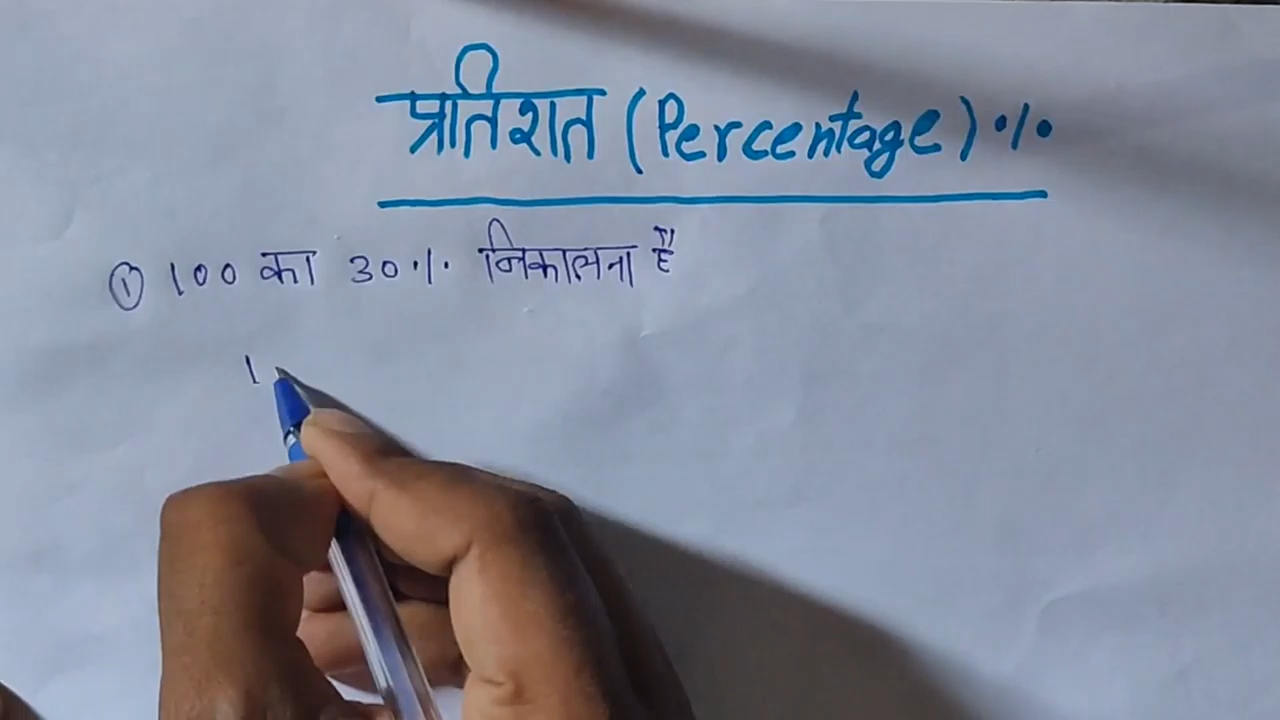 प्रतिशत (Percentage) %
① 100 का 30% निकालना है
1